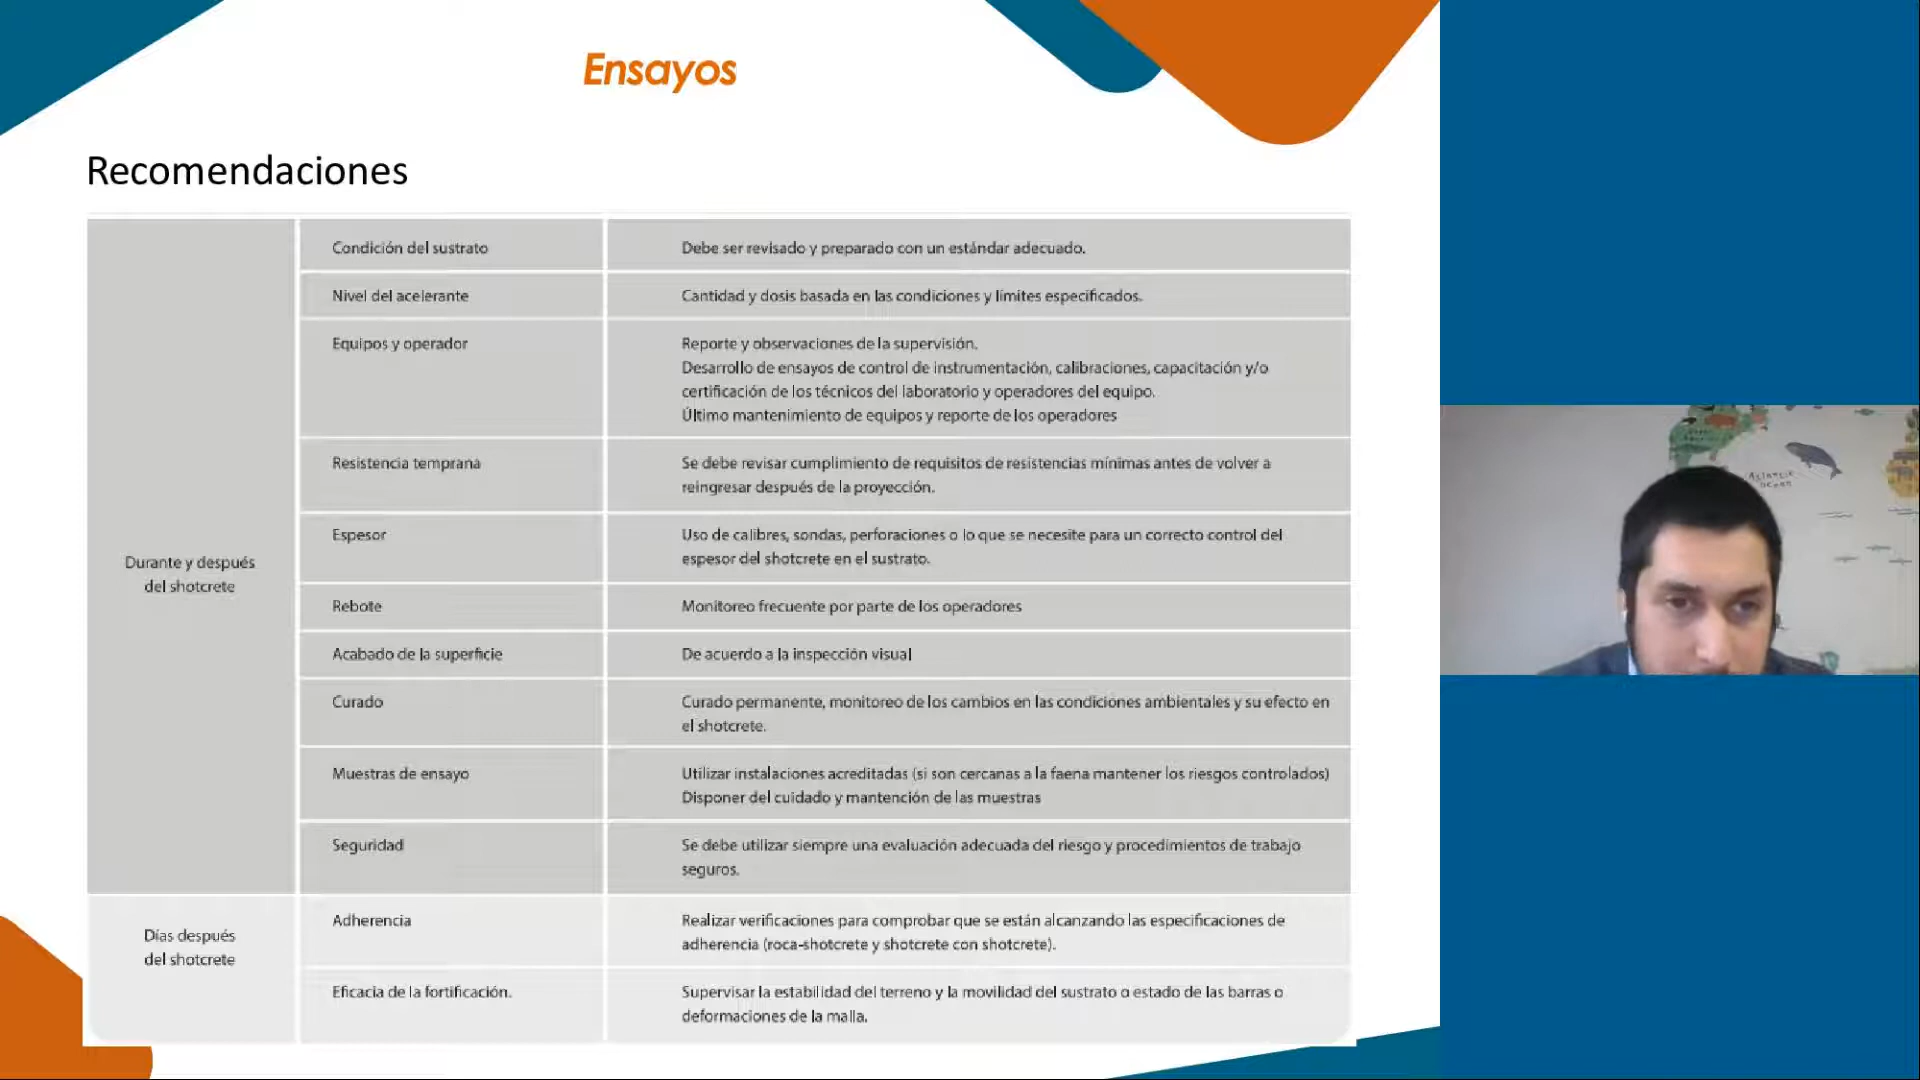 Ensayos
Recomendaciones
Durante y después
del shotcrete
Condición del sustrato
Debe ser revisado y preparado con un estándar adecuado.
Nivel del acelerante
Cantidad y dosis basada en las condiciones y límites especificados.
Equipos y operador
Reporte y observaciones de la supervisión.
Desarrollo de ensayos de control de instrumentación, calibraciones, capacitación y/o
certificación de los técnicos del laboratorio y operadores del equipo.
Último mantenimiento de equipos y reporte de los operadores
Resistencia temprana
Se debe revisar cumplimiento de requisitos de resistencias mínimas antes de volver a
reingresar después de la proyección.
Espesor
Uso de calibres, sondas, perforaciones o lo que se necesite para un correcto control del
espesor del shotcrete en el sustrato.
Rebote
Monitoreo frecuente por parte de los operadores
Acabado de la superficie
De acuerdo a la inspección visual
Curado
Curado permanente, monitoreo de los cambios en las condiciones ambientales y su efecto en
el shotcrete.
Muestras de ensayo
Utilizar instalaciones acreditadas (si son cercanas a la faena mantener los riesgos controlados)
Disponer del cuidado y mantención de las muestras
Seguridad
Se debe utilizar siempre una evaluación adecuada del riesgo y procedimientos de trabajo
seguros.
Días después
del shotcrete
Adherencia
Realizar verificaciones para comprobar que se están alcanzando las especificaciones de
adherencia (roca-shotcrete y shotcrete con shotcrete).
Eficacia de la fortificación.
Supervisar la estabilidad del terreno y la movilidad del sustrato o estado de las barras o
deformaciones de la malla.
Atlantic
Ocean